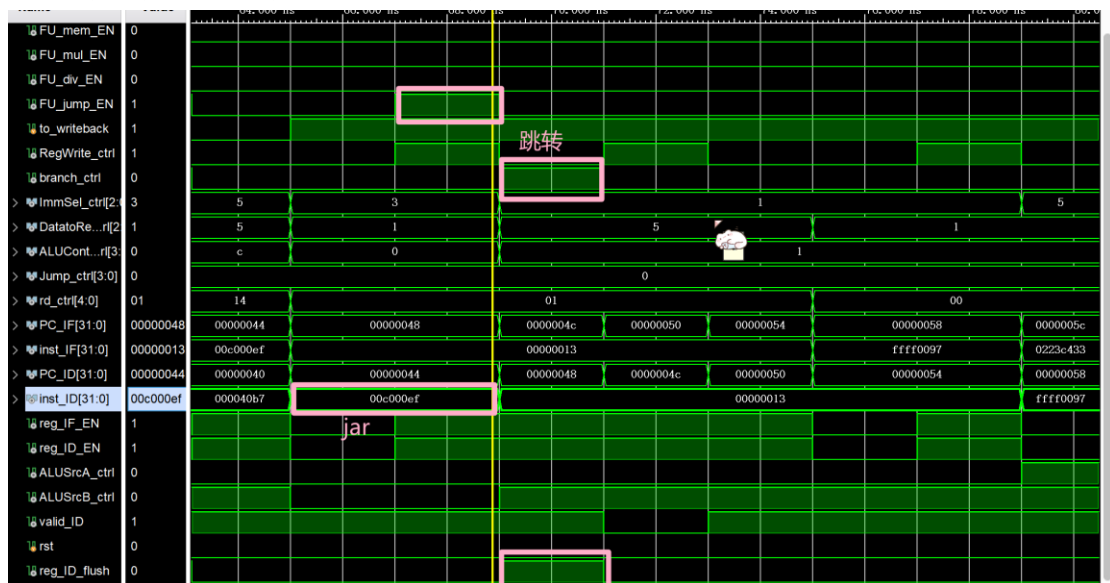 FU_mem_EN 0
FU_mul_EN 0
FU_div_EN 0
FU_jump_EN 1
to_writeback 1
跳转
RegWrite_ctrl 1
branch_ctrl 0
ImmSel_ctrl[2: 3 5 3 1 5
DatatoRe...rl[2 1 5 1 5 1
ALUCont...rl[3: 0 c 0 1
Jump_ctrl[3:0] 0 0
rd_ctrl[4:0] 01 14 01 00
PC_IF[31:0] 00000048 00000044 00000048 0000004c 00000050 00000054 00000058 0000005c
inst_IF[31:0] 00000013 00c000ef 00000013 ffff0097 0223c433
PC_ID[31:0] 00000044 00000040 00000044 00000048 0000004c 00000050 00000054 00000058
inst_ID[31:0] 00c000ef 000040b7 00c000ef 00000013 ffff0097
reg_IF_EN 1
jar
reg_ID_EN 1
ALUSrcA_ctrl 0
ALUSrcB_ctrl 0
valid_ID 1
rst 0
reg_ID_flush 0